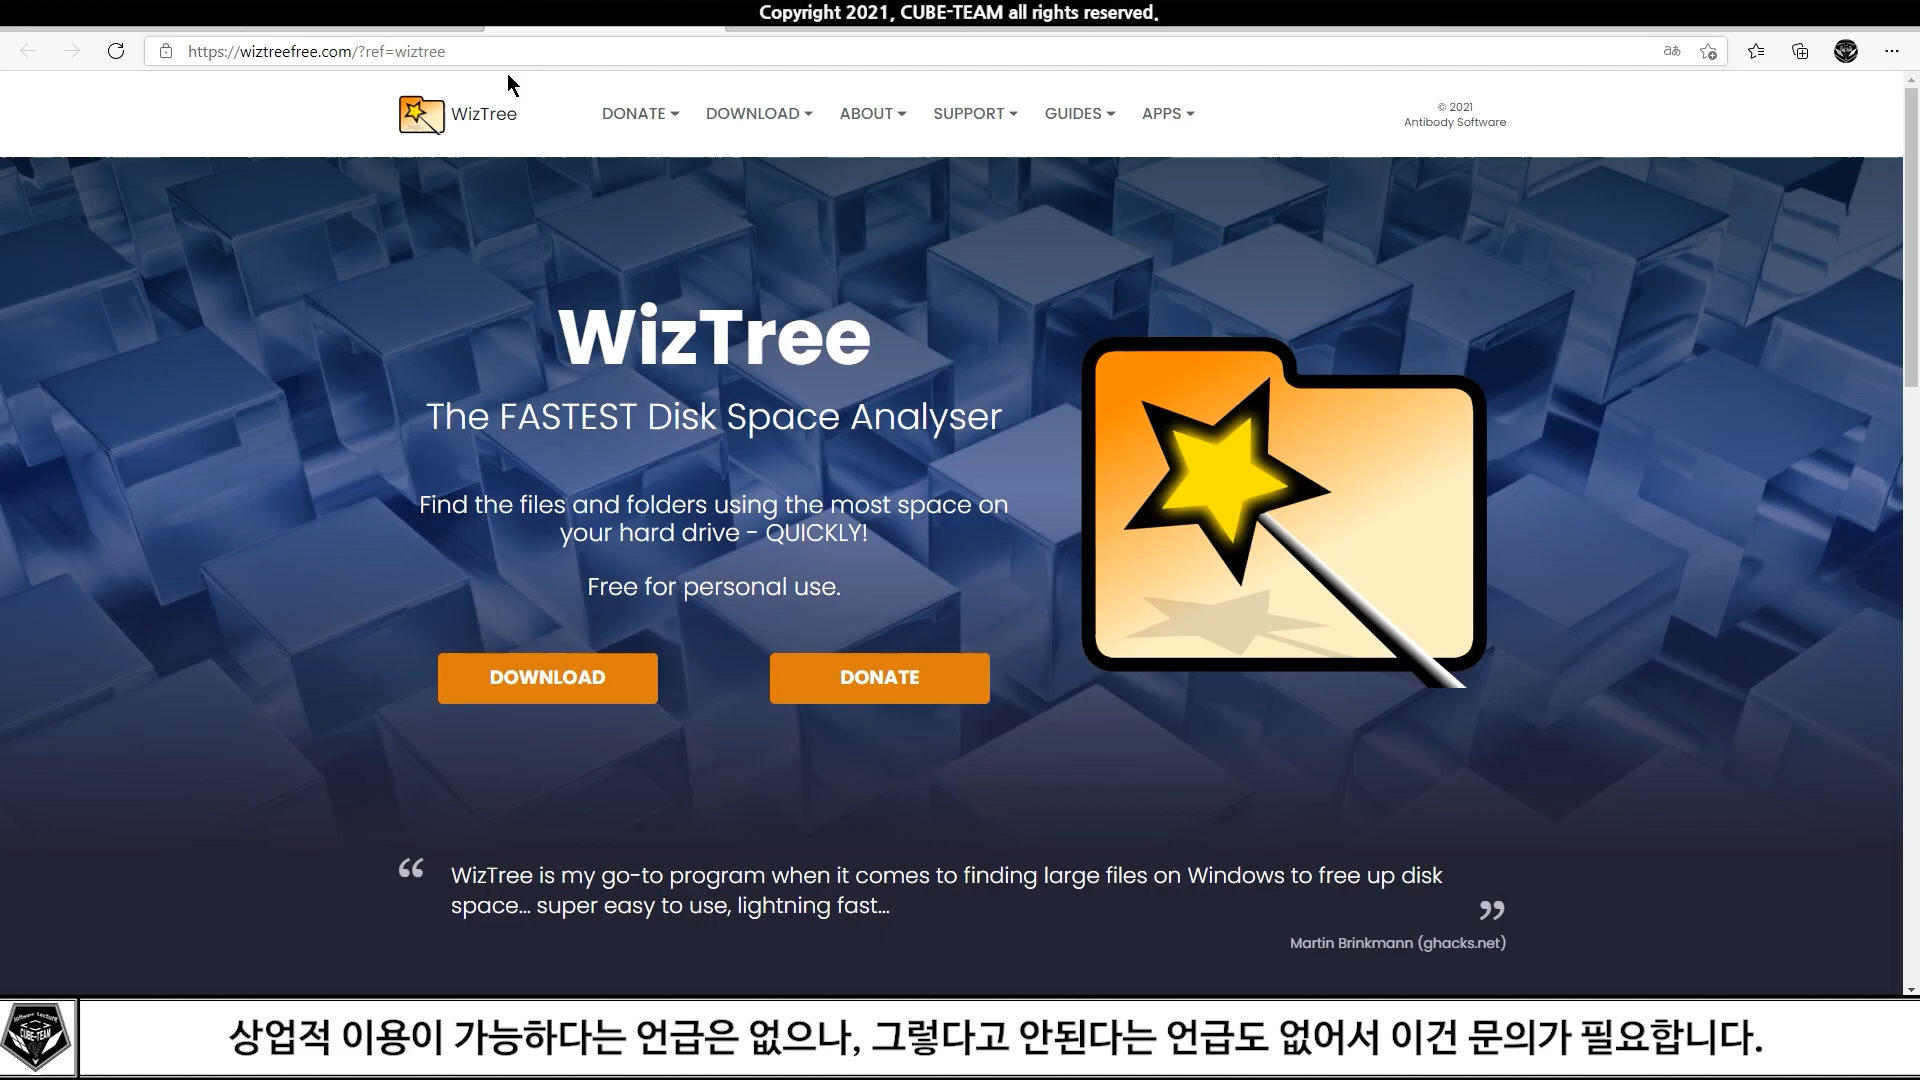 Copyright 2021, CUBE-TEAM all rights reserved.
https://wiztreefree.com/?ref=wiztree
aあ
WizTree
DONATE
DOWNLOAD
ABOUT
SUPPORT
GUIDES
APPS
© 2021
Antibody Software
WizTree
The FASTEST Disk Space Analyser
Find the files and folders using the most space on
your hard drive - QUICKLY!
Free for personal use.
DOWNLOAD
DONATE
“ WizTree is my go-to program when it comes to finding large files on Windows to free up disk
space... super easy to use, lightning fast... ”
Martin Brinkmann (ghacks.net)
Software Lecture
CUBE-TEAM
상업적 이용이 가능하다는 언급은 없으나, 그렇다고 안된다는 언급도 없어서 이건 문의가 필요합니다.